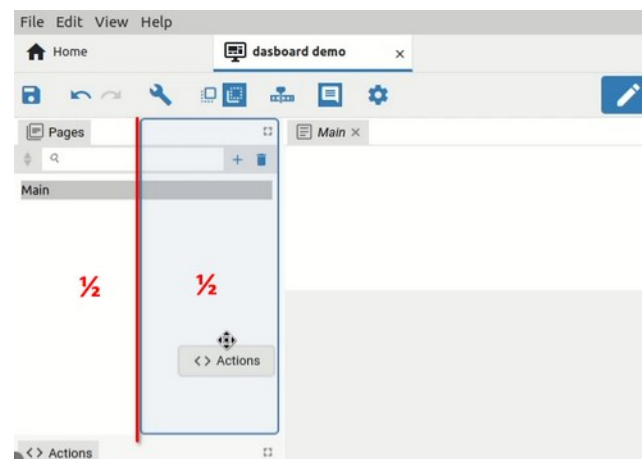 File Edit View Help
Home
dasboard demo ×
Pages
Main ×
Main
½ ½
<> Actions
<> Actions